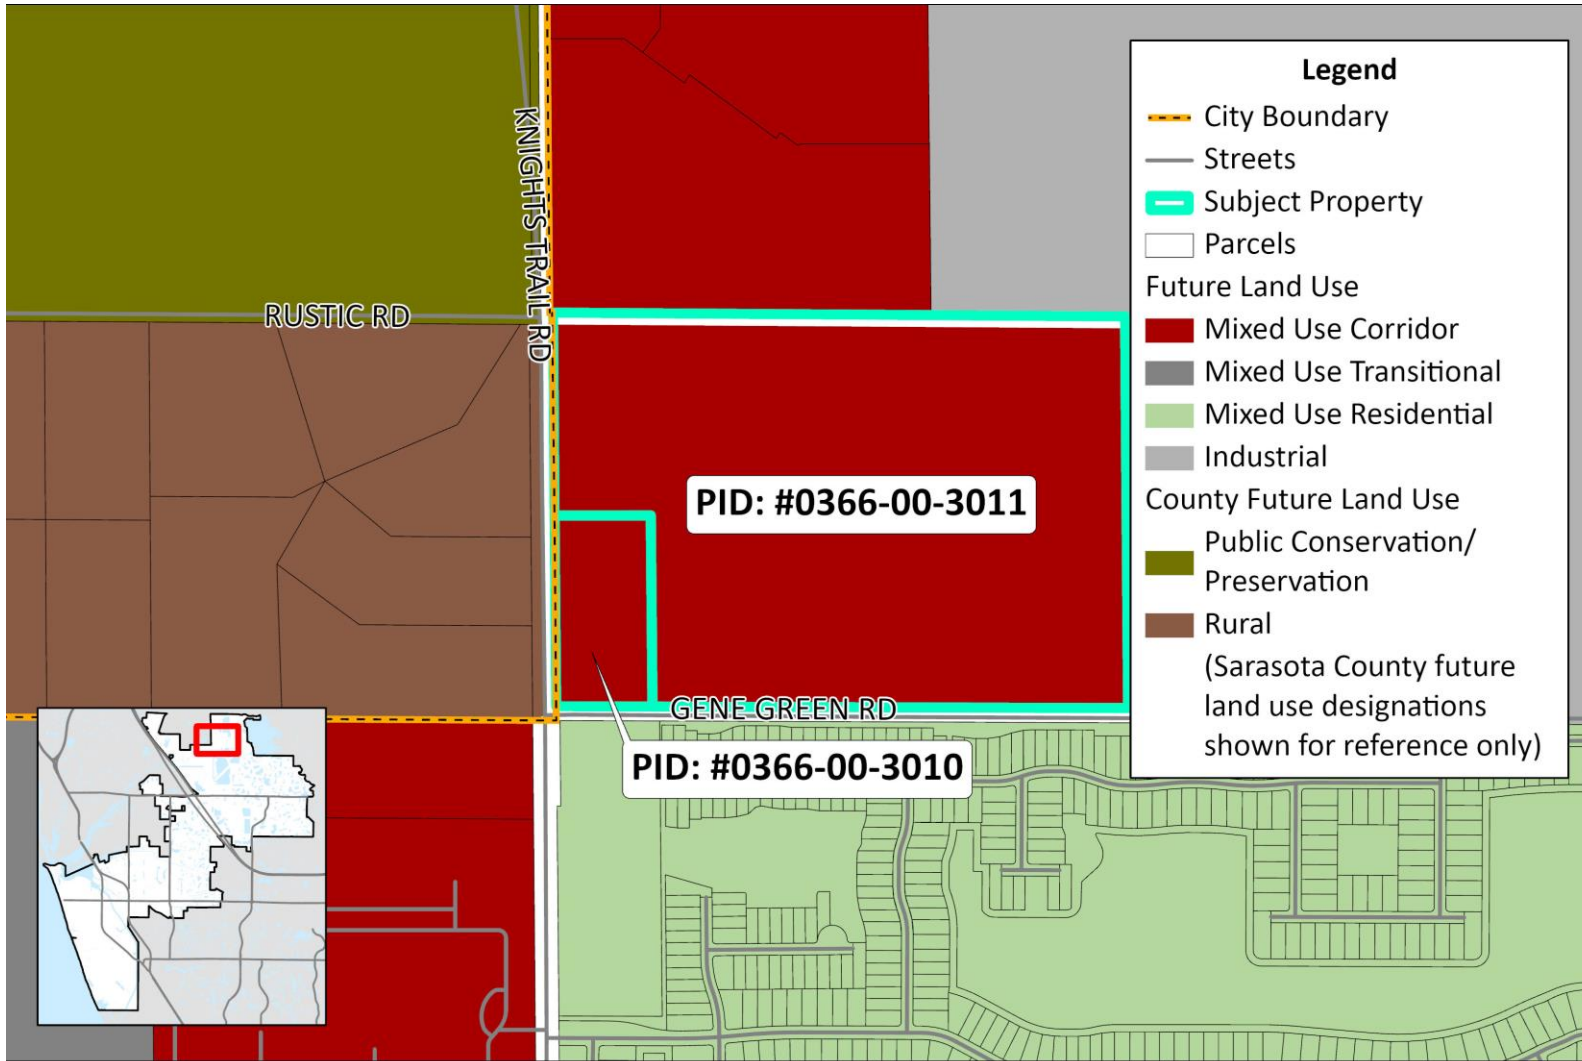 KNIGHTS TRAIL RD
RUSTIC RD
PID: #0366-00-3011
GENE GREEN RD
PID: #0366-00-3010
Legend
City Boundary
Streets
Subject Property
Parcels
Future Land Use
Mixed Use Corridor
Mixed Use Transitional
Mixed Use Residential
Industrial
County Future Land Use
Public Conservation/
Preservation
Rural
(Sarasota County future
land use designations
shown for reference only)